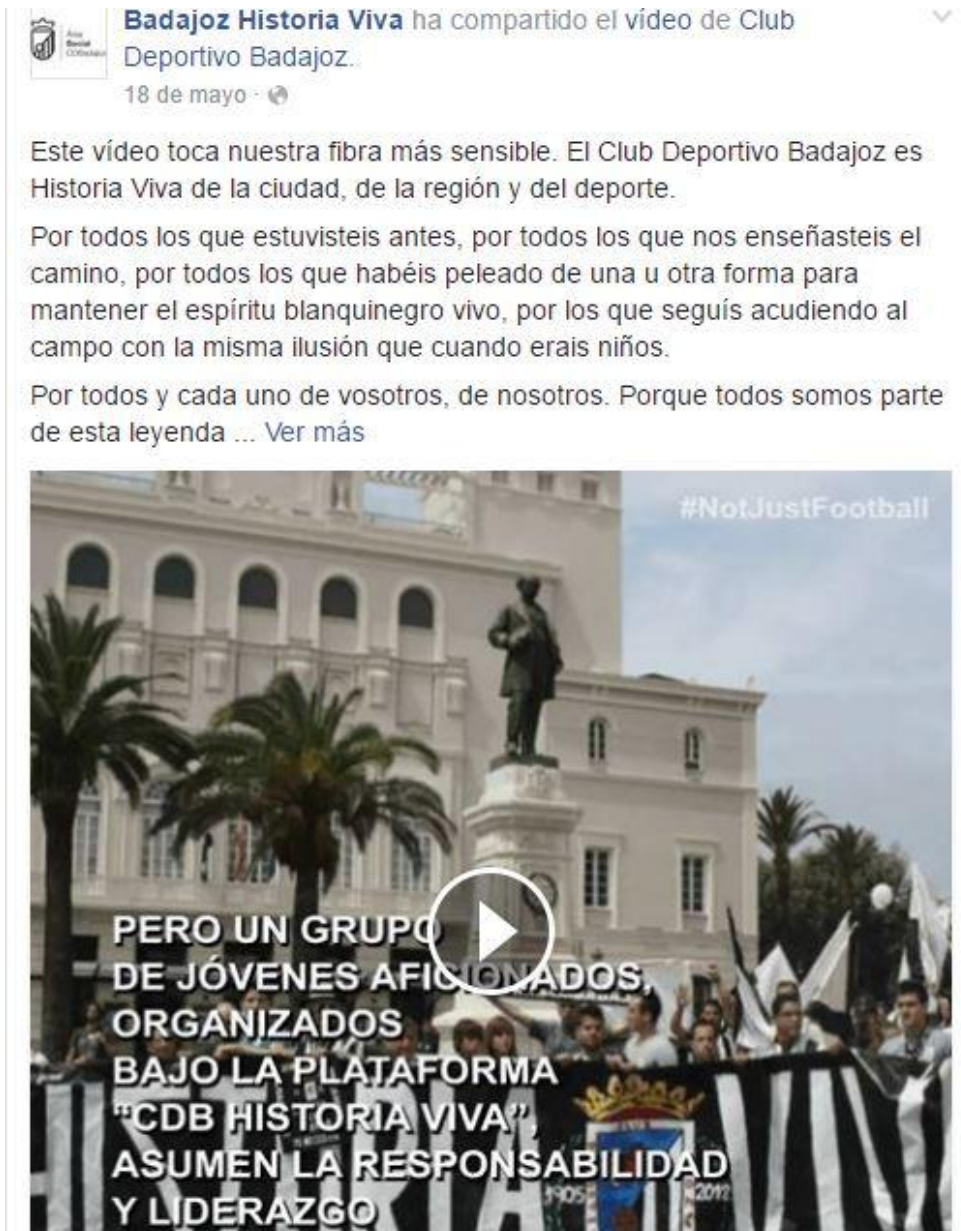 Área
Social
Badajoz Historia Viva ha compartido el vídeo de Club
Deportivo Badajoz.
18 de mayo ·
Este vídeo toca nuestra fibra más sensible. El Club Deportivo Badajoz es
Historia Viva de la ciudad, de la región y del deporte.
Por todos los que estuvisteis antes, por todos los que nos enseñasteis el
camino, por todos los que habéis peleado de una u otra forma para
mantener el espíritu blanquinegro vivo, por los que seguís acudiendo al
campo con la misma ilusión que cuando erais niños.
Por todos y cada uno de vosotros, de nosotros. Porque todos somos parte
de esta leyenda ... Ver más
#NotJustFootball
PERO UN GRUPO
DE JÓVENES AFICIONADOS,
ORGANIZADOS
BAJO LA PLATAFORMA
"CDB HISTORIA VIVA",
ASUMEN LA RESPONSABILIDAD
Y LIDERAZGO
1905 2012